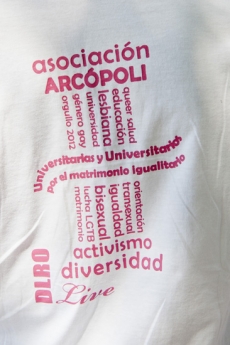 asociación
ARCÓPOLI
orgullo 2012
género gay
universidad
lesbiana
educación
queer salud
Universitarias y Universitarios
por el matrimonio igualitario
matrimonio
lucha LGTB
bisexual
igualdad
transexual
orientación
activismo
diversidad
DLRO
Live